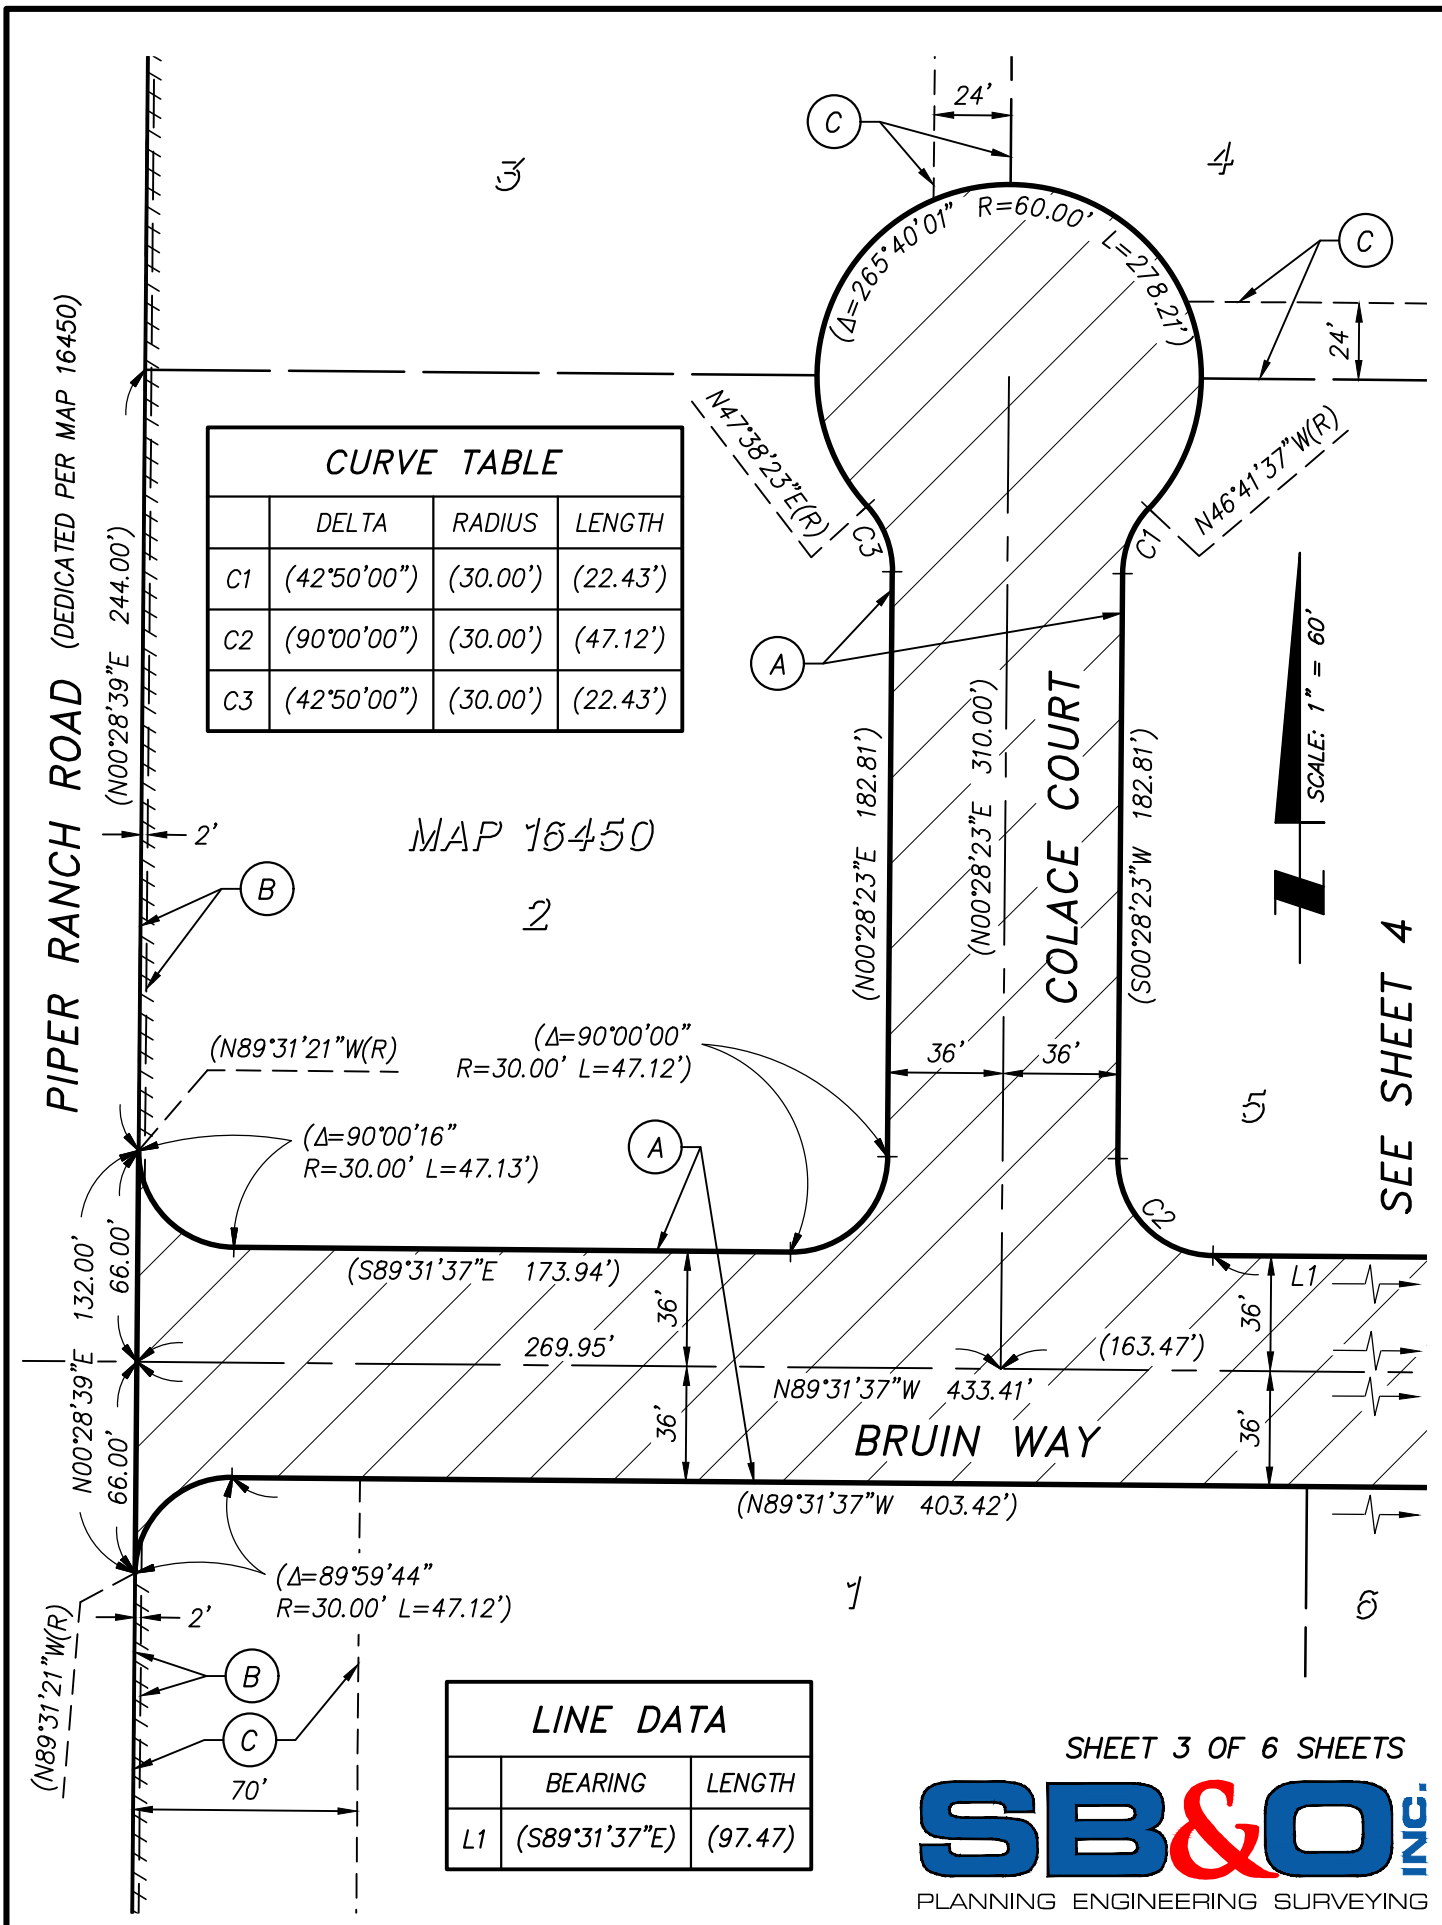 24'
C
3
4
(Δ=265°40'01" R=60.00' L=278.21')
C
24'
PIPER RANCH ROAD (DEDICATED PER MAP 16450)
(N00°28'39"E 244.00')
N47°38'23"E(R)
N46°41'37"W(R)
C3
C1
CURVE TABLE
DELTA RADIUS LENGTH
C1 (42°50'00") (30.00') (22.43')
C2 (90°00'00") (30.00') (47.12')
C3 (42°50'00") (30.00') (22.43')
A
SCALE: 1" = 60'
(N00°28'23"E 182.81')
(N00°28'23"E 310.00')
COLACE COURT
(S00°28'23"W 182.81')
2'
MAP 16450
B
2
SEE SHEET 4
(N89°31'21"W(R)
(Δ=90°00'00"
R=30.00' L=47.12')
36' 36'
5
(Δ=90°00'16"
R=30.00' L=47.13')
A
C2
N00°28'39"E 132.00'
66.00'
66.00'
(S89°31'37"E 173.94')
L1
36'
36'
269.95'
(163.47')
N89°31'37"W 433.41'
36'
36'
BRUIN WAY
(N89°31'37"W 403.42')
(Δ=89°59'44"
R=30.00' L=47.12')
1
6
2'
(N89°31'21"W(R)
B
C
70'
LINE DATA
BEARING LENGTH
L1 (S89°31'37"E) (97.47)
SHEET 3 OF 6 SHEETS
SB&O INC.
PLANNING ENGINEERING SURVEYING